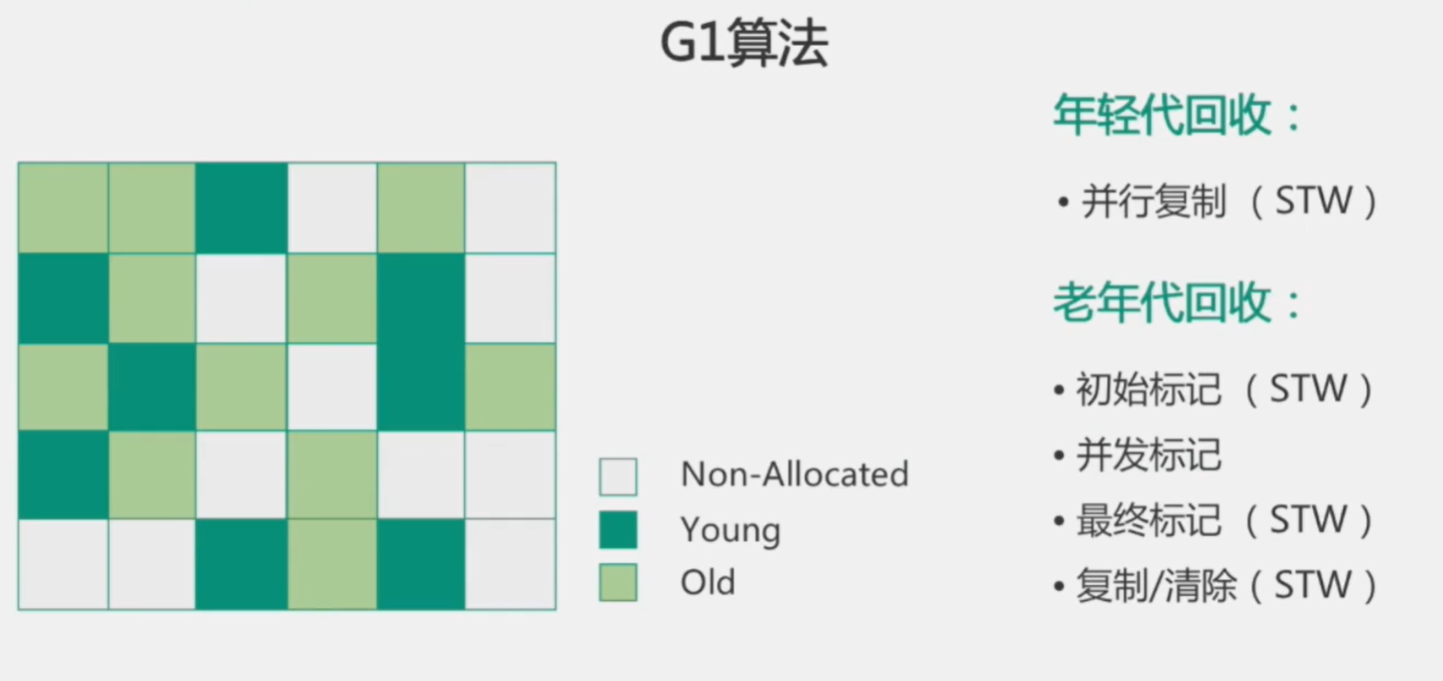 G1算法
Non-Allocated
Young
Old
年轻代回收：
• 并行复制（STW）
老年代回收：
• 初始标记（STW）
• 并发标记
• 最终标记（STW）
• 复制/清除（STW）